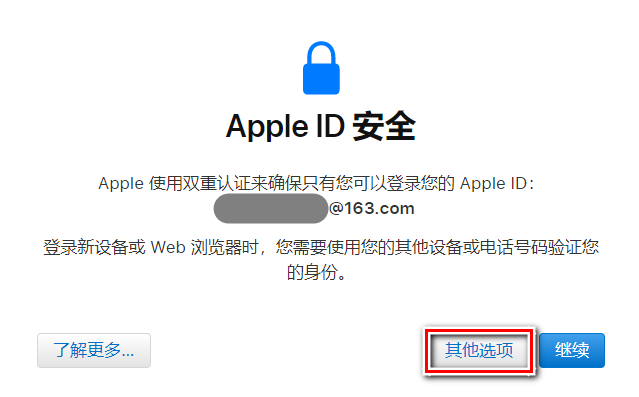 Apple ID 安全
Apple 使用双重认证来确保只有您可以登录您的 Apple ID：
@163.com
登录新设备或 Web 浏览器时，您需要使用您的其他设备或电话号码验证您
的身份。
了解更多...
其他选项
继续